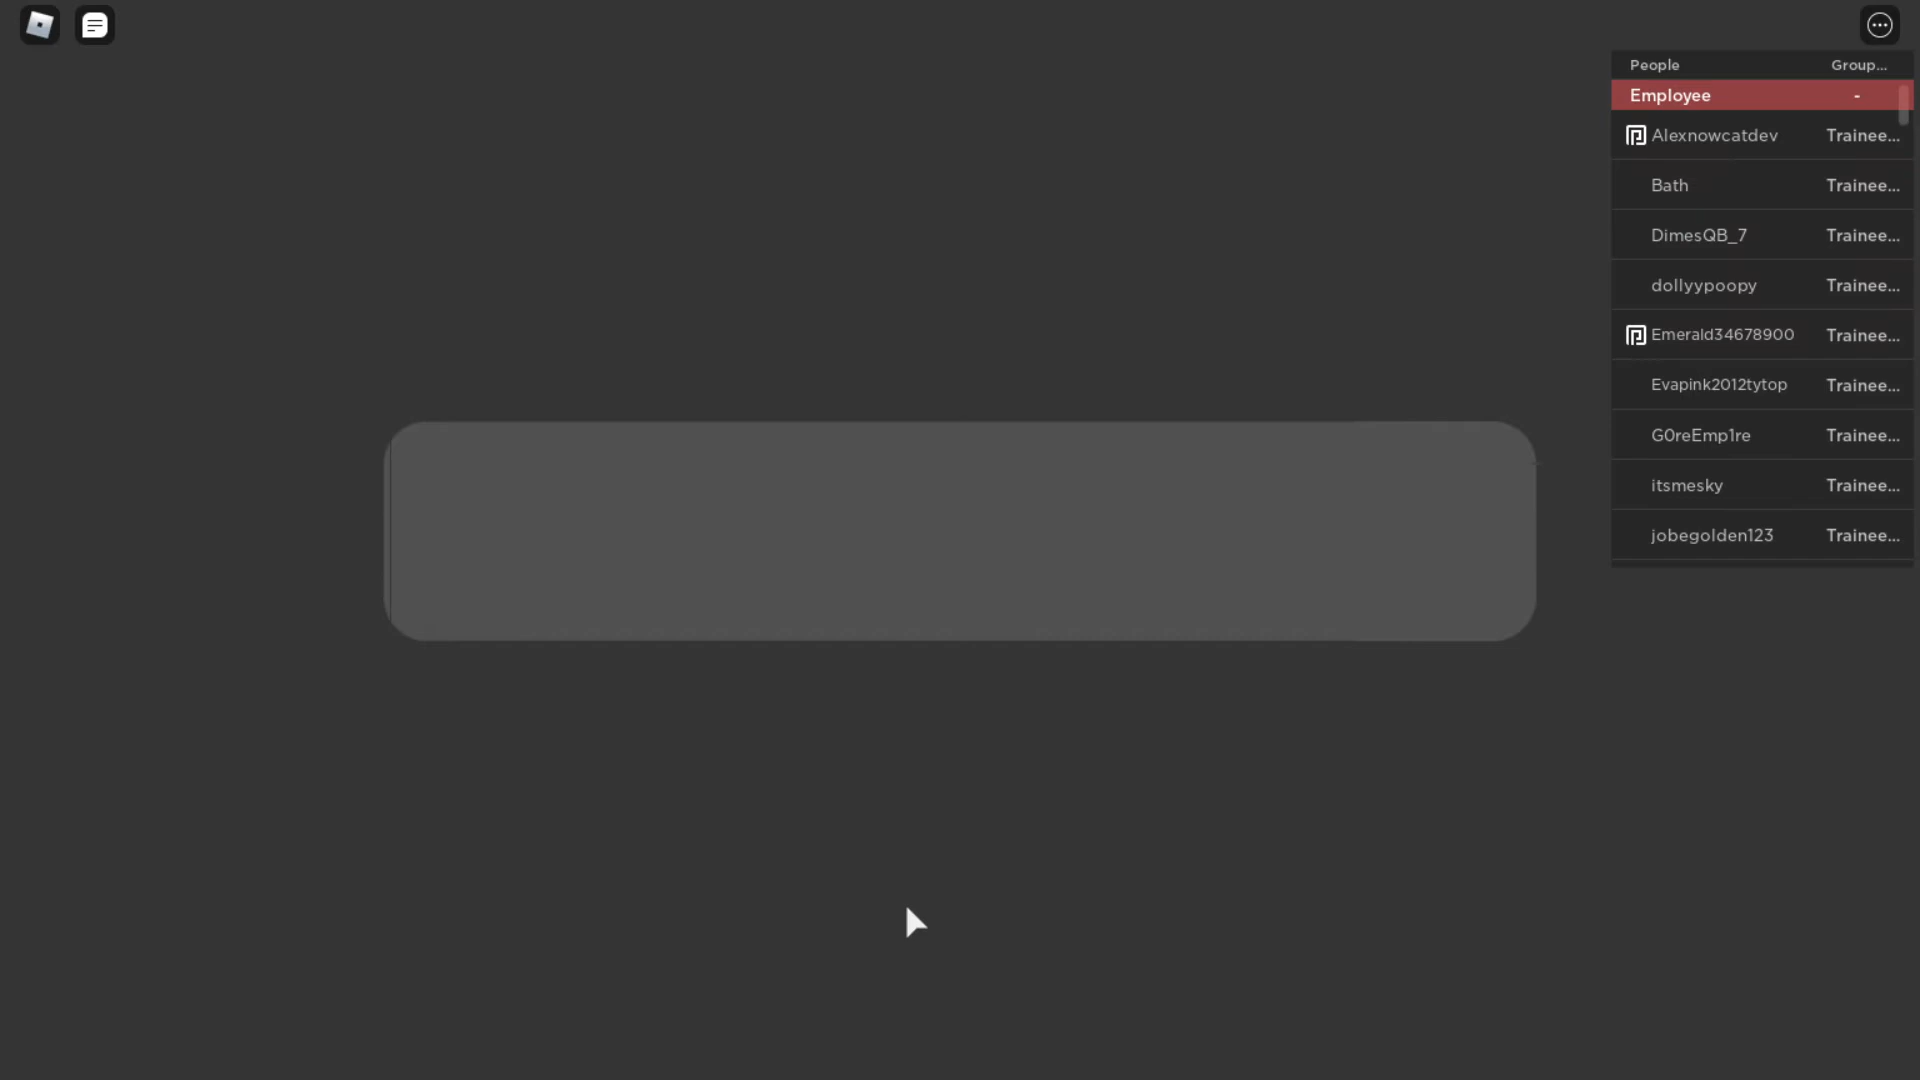 People Group...
Employee -
Alexnowcatdev Trainee...
Bath Trainee...
DimesQB_7 Trainee...
dollyypoopy Trainee...
Emerald34678900 Trainee...
Evapink2012tytop Trainee...
G0reEmp1re Trainee...
itsmesky Trainee...
jobegolden123 Trainee...